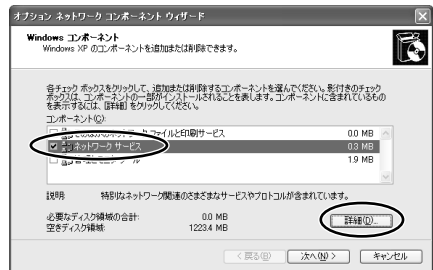 オプション ネットワーク コンポーネント ウィザード
Windows コンポーネント
Windows XP のコンポーネントを追加または削除できます。
各チェック ボックスをクリックして、追加または削除するコンポーネントを選んでください。影付きのチェック
ボックスは、コンポーネントの一部がインストールされることを表します。コンポーネントに含まれているもの
を表示するには、[詳細] をクリックしてください。
コンポーネント(C):
ファイルと印刷サービス 0.0 MB
ネットワーク サービス 0.3 MB
1.9 MB
説明: 特別なネットワーク関連のさまざまなサービスやプロトコルが含まれています。
必要なディスク領域の合計: 0.0 MB
空きディスク領域: 1223.4 MB
詳細(D)...
< 戻る(B) 次へ(N) > キャンセル